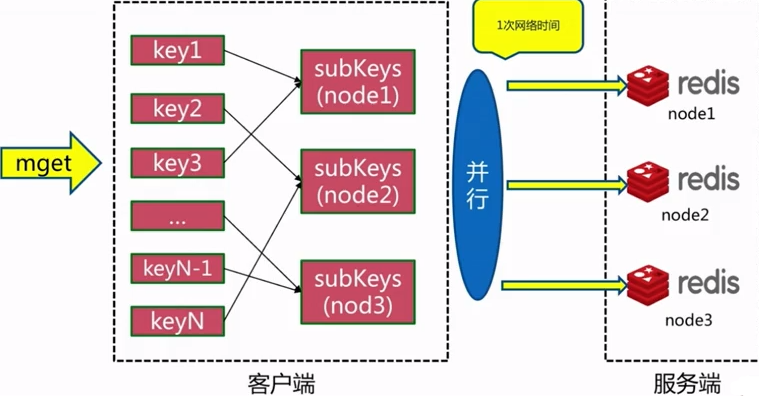 1次网络时间
mget
key1
key2
key3
...
keyN-1
keyN
subKeys
(node1)
subKeys
(node2)
subKeys
(nod3)
并
行
redis
node1
redis
node2
redis
node3
客户端
服务端